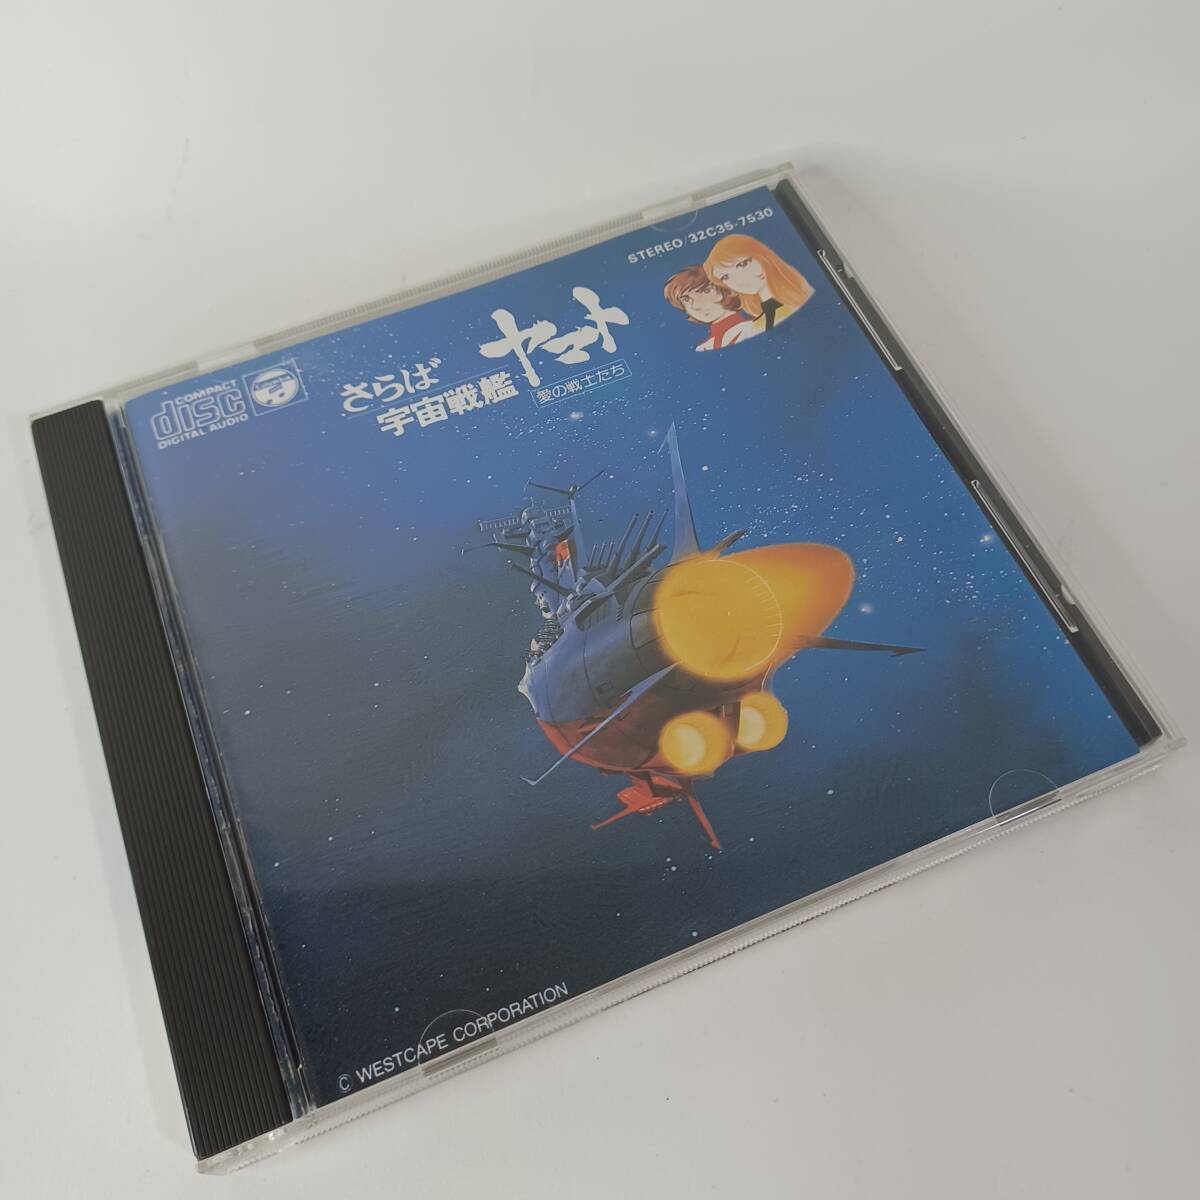 STEREO/32C35-7530
COMPACT
disc
DIGITAL AUDIO
さらば
宇宙戦艦
ヤマト
愛の戦士たち
© WESTCAPE CORPORATION